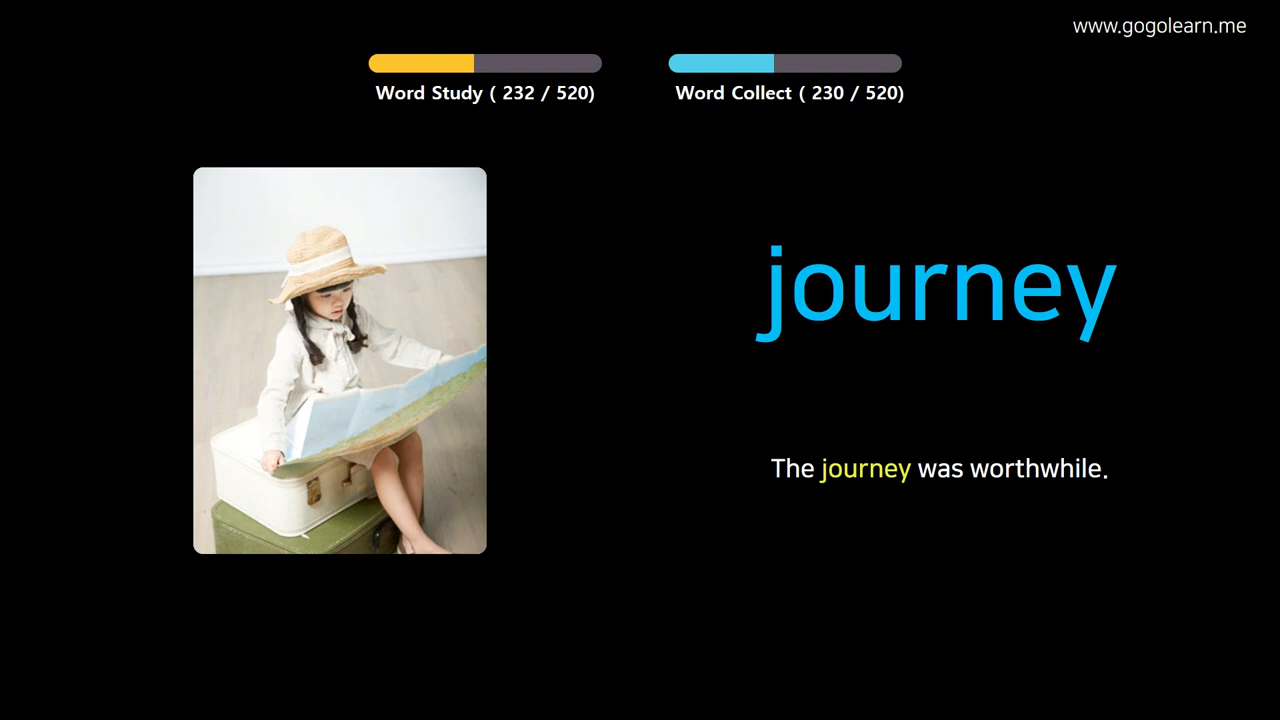 www.gogolearn.me
Word Study ( 232 / 520)
Word Collect ( 230 / 520)
journey
The journey was worthwhile.